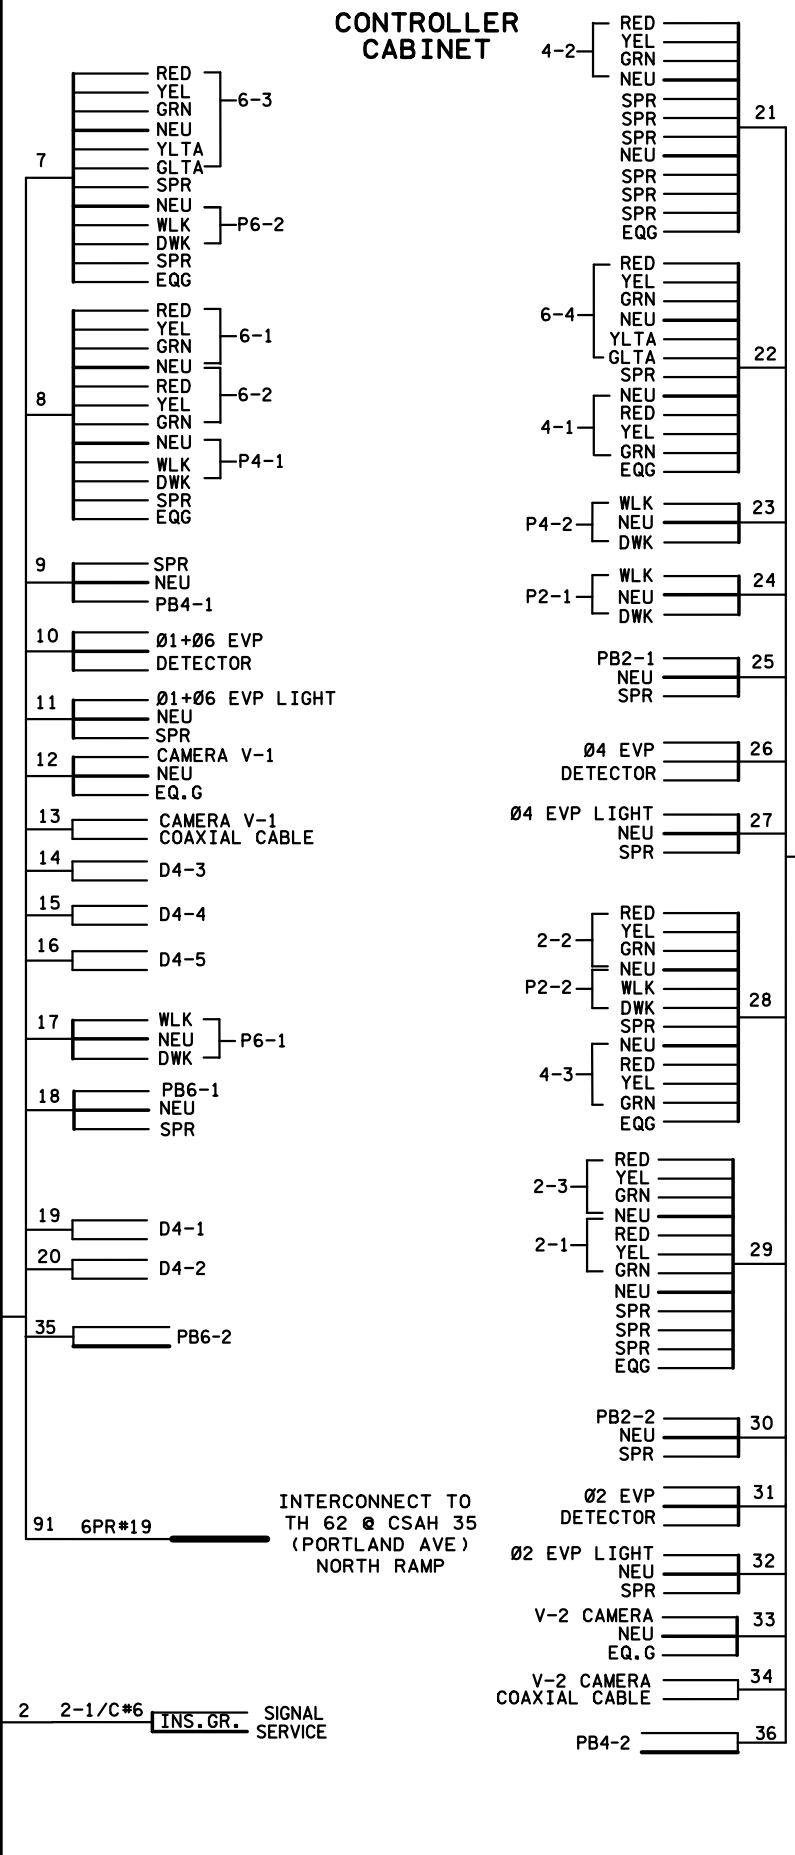 CONTROLLER
CABINET
7
RED
YEL
GRN
NEU
YLTA
GLTA
SPR
NEU
WLK
DWK
SPR
EQG
6-3
P6-2
8
RED
YEL
GRN
NEU
RED
YEL
GRN
NEU
WLK
DWK
SPR
EQG
6-1
6-2
P4-1
9
SPR
NEU
PB4-1
10
Ø1+Ø6 EVP
DETECTOR
11
Ø1+Ø6 EVP LIGHT
NEU
SPR
12
CAMERA V-1
NEU
EQ.G
13
CAMERA V-1
COAXIAL CABLE
14
D4-3
15
D4-4
16
D4-5
17
WLK
NEU
DWK
P6-1
18
PB6-1
NEU
SPR
19
D4-1
20
D4-2
35
PB6-2
91 6PR#19
INTERCONNECT TO
TH 62 @ CSAH 35
(PORTLAND AVE)
NORTH RAMP
2 2-1/C#6 INS.GR.
SIGNAL
SERVICE
4-2
RED
YEL
GRN
NEU
SPR
SPR
SPR
NEU
SPR
SPR
SPR
EQG
21
6-4
4-1
RED
YEL
GRN
NEU
YLTA
GLTA
SPR
NEU
RED
YEL
GRN
EQG
22
P4-2
WLK
NEU
DWK
23
P2-1
WLK
NEU
DWK
24
PB2-1
NEU
SPR
25
Ø4 EVP
DETECTOR
26
Ø4 EVP LIGHT
NEU
SPR
27
2-2
P2-2
4-3
RED
YEL
GRN
NEU
WLK
DWK
SPR
NEU
RED
YEL
GRN
EQG
28
2-3
2-1
RED
YEL
GRN
NEU
RED
YEL
GRN
NEU
SPR
SPR
SPR
EQG
29
PB2-2
NEU
SPR
30
Ø2 EVP
DETECTOR
31
Ø2 EVP LIGHT
NEU
SPR
32
V-2 CAMERA
NEU
EQ.G
33
V-2 CAMERA
COAXIAL CABLE
34
PB4-2
36